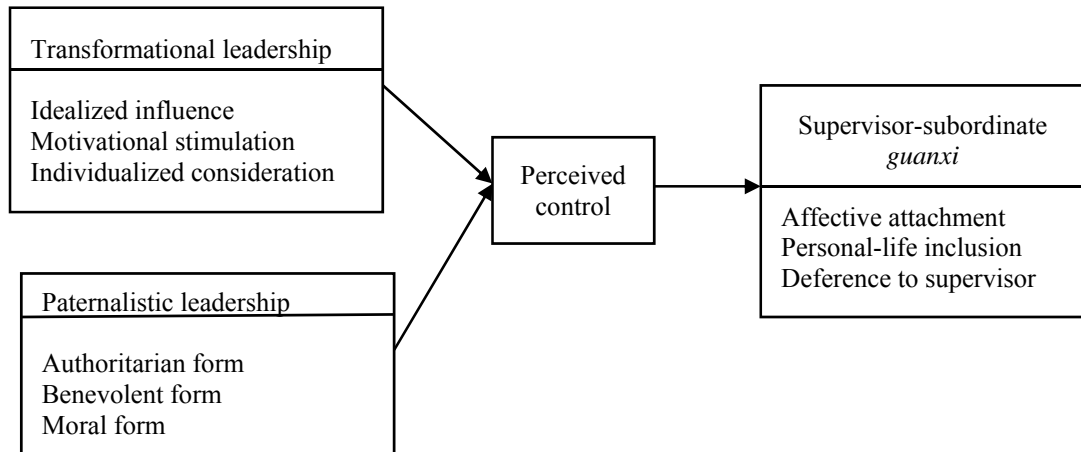 Transformational leadership
Idealized influence
Motivational stimulation
Individualized consideration
Perceived
control
Supervisor-subordinate
guanxi
Affective attachment
Personal-life inclusion
Deference to supervisor
Paternalistic leadership
Authoritarian form
Benevolent form
Moral form